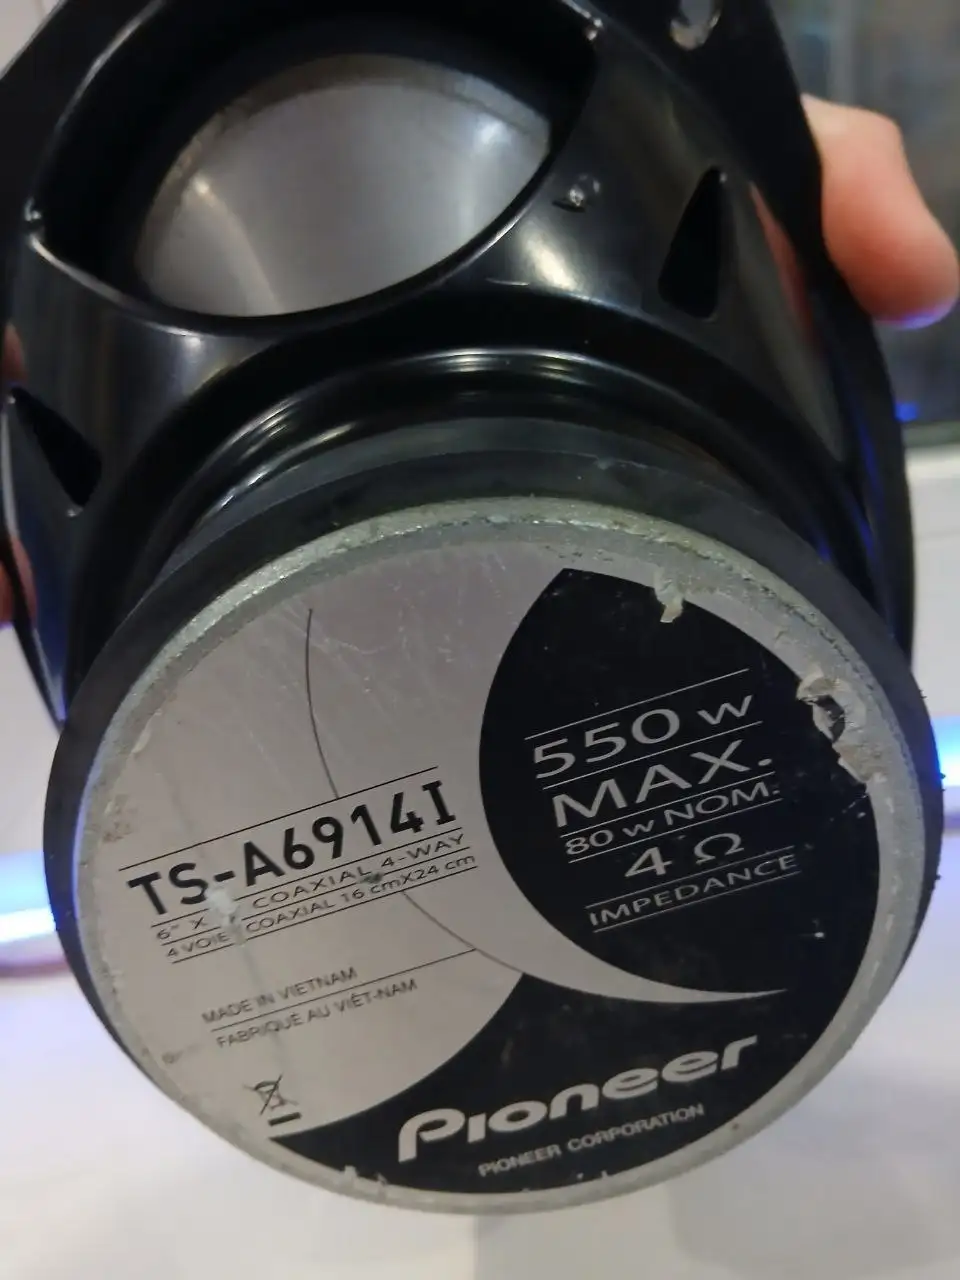 TS-A6914I
6" X COAXIAL 4-WAY
4 VOIE COAXIAL 16 cmX24 cm
MADE IN VIETNAM
FABRIQUÉ AU VIÊT-NAM
550 w
MAX.
80 w NOM.
4 Ω
IMPEDANCE
Pioneer
PIONEER CORPORATION